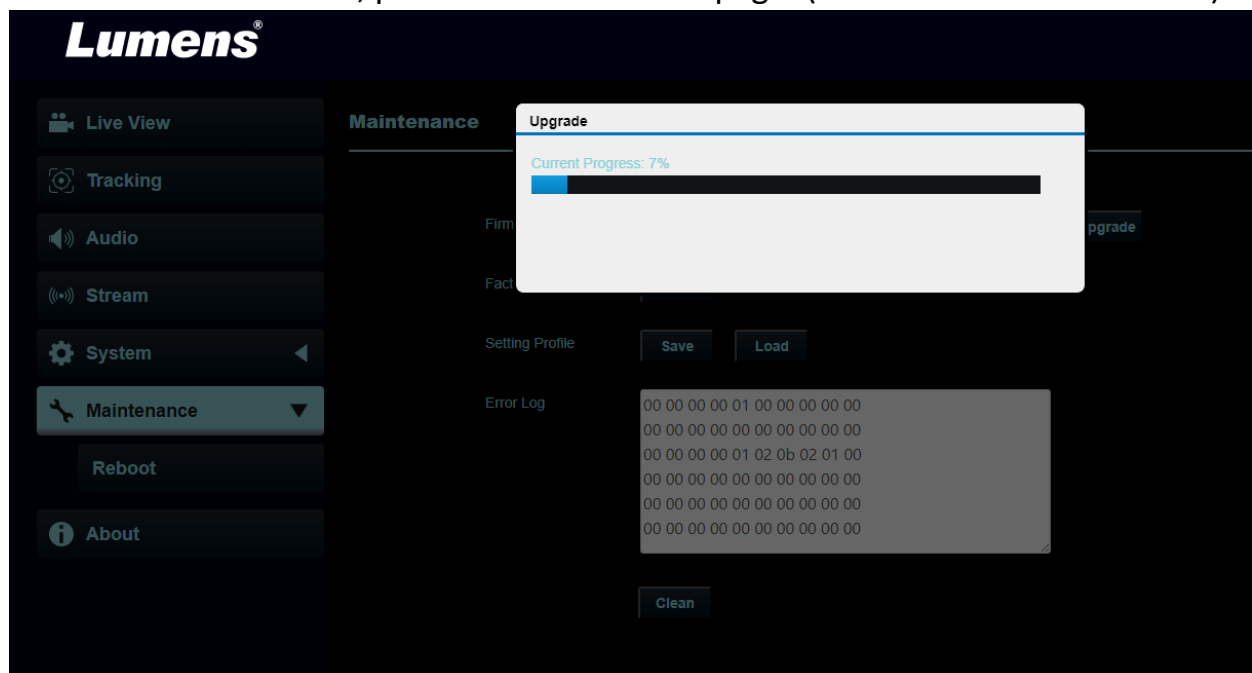 Lumens®
Live View
Tracking
Audio
Stream
System
Maintenance
Reboot
About
Maintenance
Upgrade
Current Progress: 7%
Firm
pgrade
Fact
Setting Profile Save Load
Error Log
00 00 00 00 01 00 00 00 00 00
00 00 00 00 00 00 00 00 00 00
00 00 00 00 01 02 0b 02 01 00
00 00 00 00 00 00 00 00 00 00
00 00 00 00 00 00 00 00 00 00
00 00 00 00 00 00 00 00 00 00
Clean